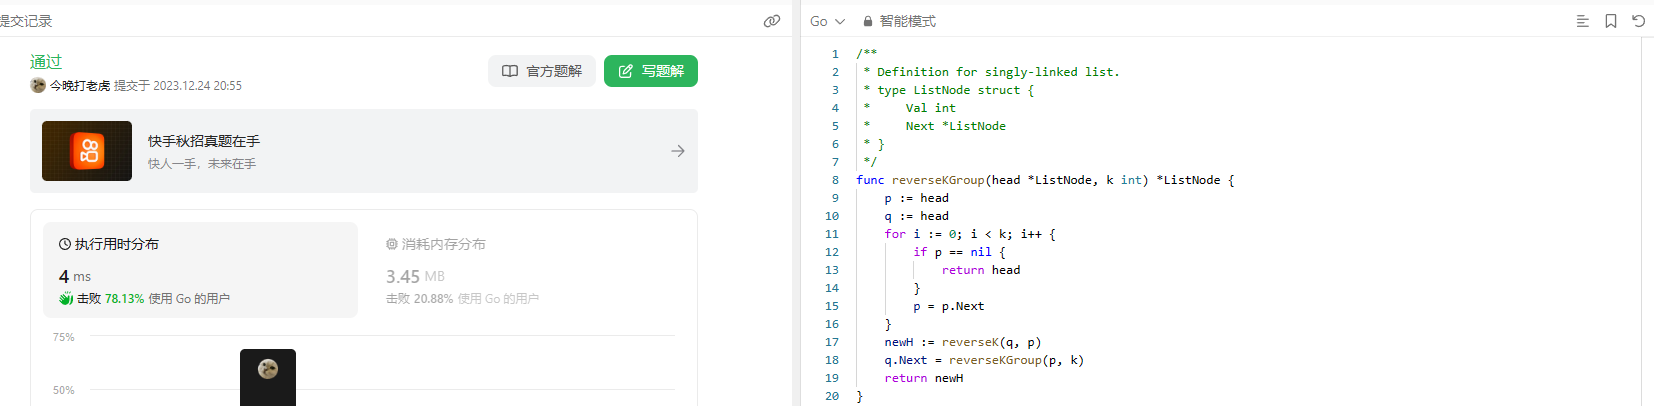 提交记录
通过
今晚打老虎 提交于 2023.12.24 20:55
官方题解
写题解
快手秋招真题在手
快人一手，未来在手
执行用时分布
4 ms
击败 78.13% 使用 Go 的用户
消耗内存分布
3.45 MB
击败 20.88% 使用 Go 的用户
75%
50%
Go
智能模式
1 /**
2  * Definition for singly-linked list.
3  * type ListNode struct {
4  *     Val int
5  *     Next *ListNode
6  * }
7  */
8 func reverseKGroup(head *ListNode, k int) *ListNode {
9     p := head
10     q := head
11     for i := 0; i < k; i++ {
12         if p == nil {
13             return head
14         }
15         p = p.Next
16     }
17     newH := reverseK(q, p)
18     q.Next = reverseKGroup(p, k)
19     return newH
20 }